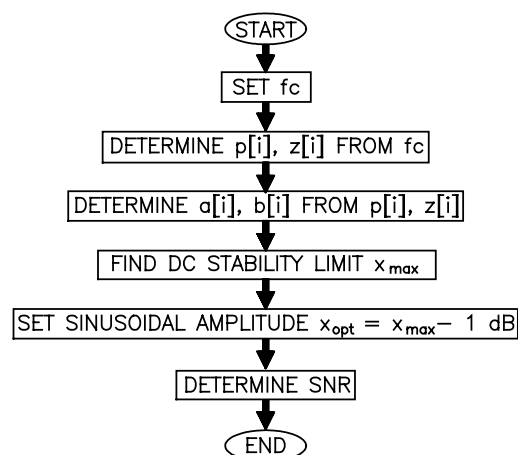 START
SET fc
DETERMINE p[i], z[i] FROM fc
DETERMINE a[i], b[i] FROM p[i], z[i]
FIND DC STABILITY LIMIT xmax
SET SINUSOIDAL AMPLITUDE xopt = xmax− 1 dB
DETERMINE SNR
END